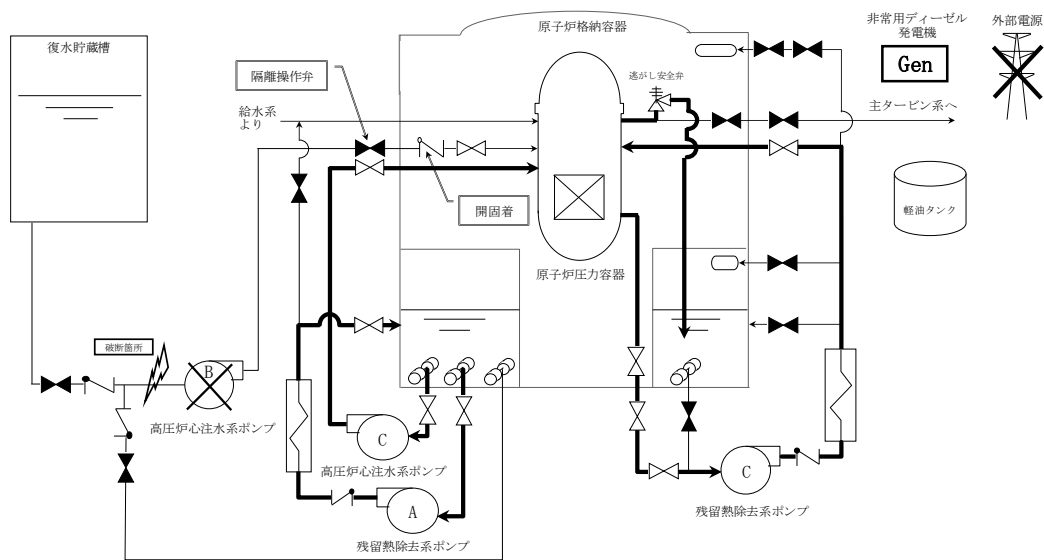 復水貯蔵槽
原子炉格納容器
非常用ディーゼル
発電機
外部電源
Gen
隔離操作弁
逃がし安全弁
給水系
より
主タービン系へ
開固着
軽油タンク
原子炉圧力容器
破断箇所
B
高圧炉心注水系ポンプ
C
高圧炉心注水系ポンプ
C
A
残留熱除去系ポンプ
残留熱除去系ポンプ